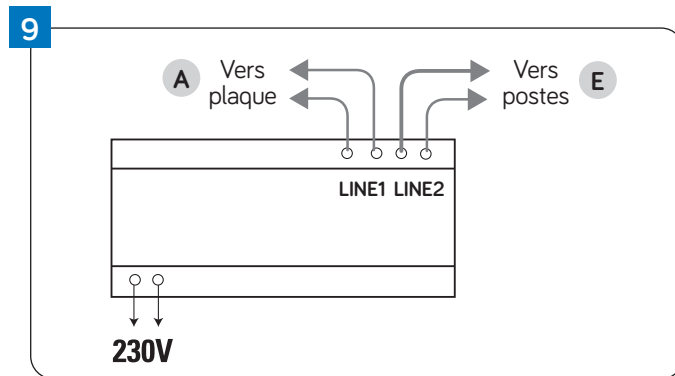 9
A
Vers
plaque
Vers
postes
E
LINE1 LINE2
230V